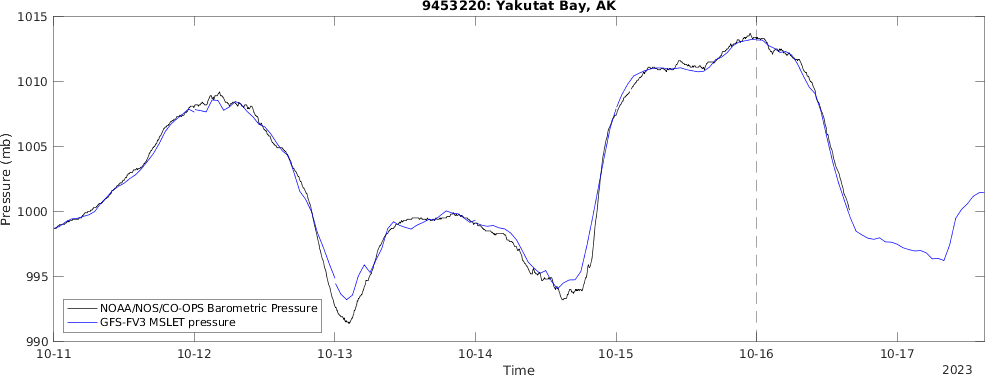 9453220: Yakutat Bay, AK
Pressure (mb)
1015
1010
1005
1000
995
990
NOAA/NOS/CO-OPS Barometric Pressure
GFS-FV3 MSLET pressure
10-11 10-12 10-13 10-14 10-15 10-16 10-17
Time
2023